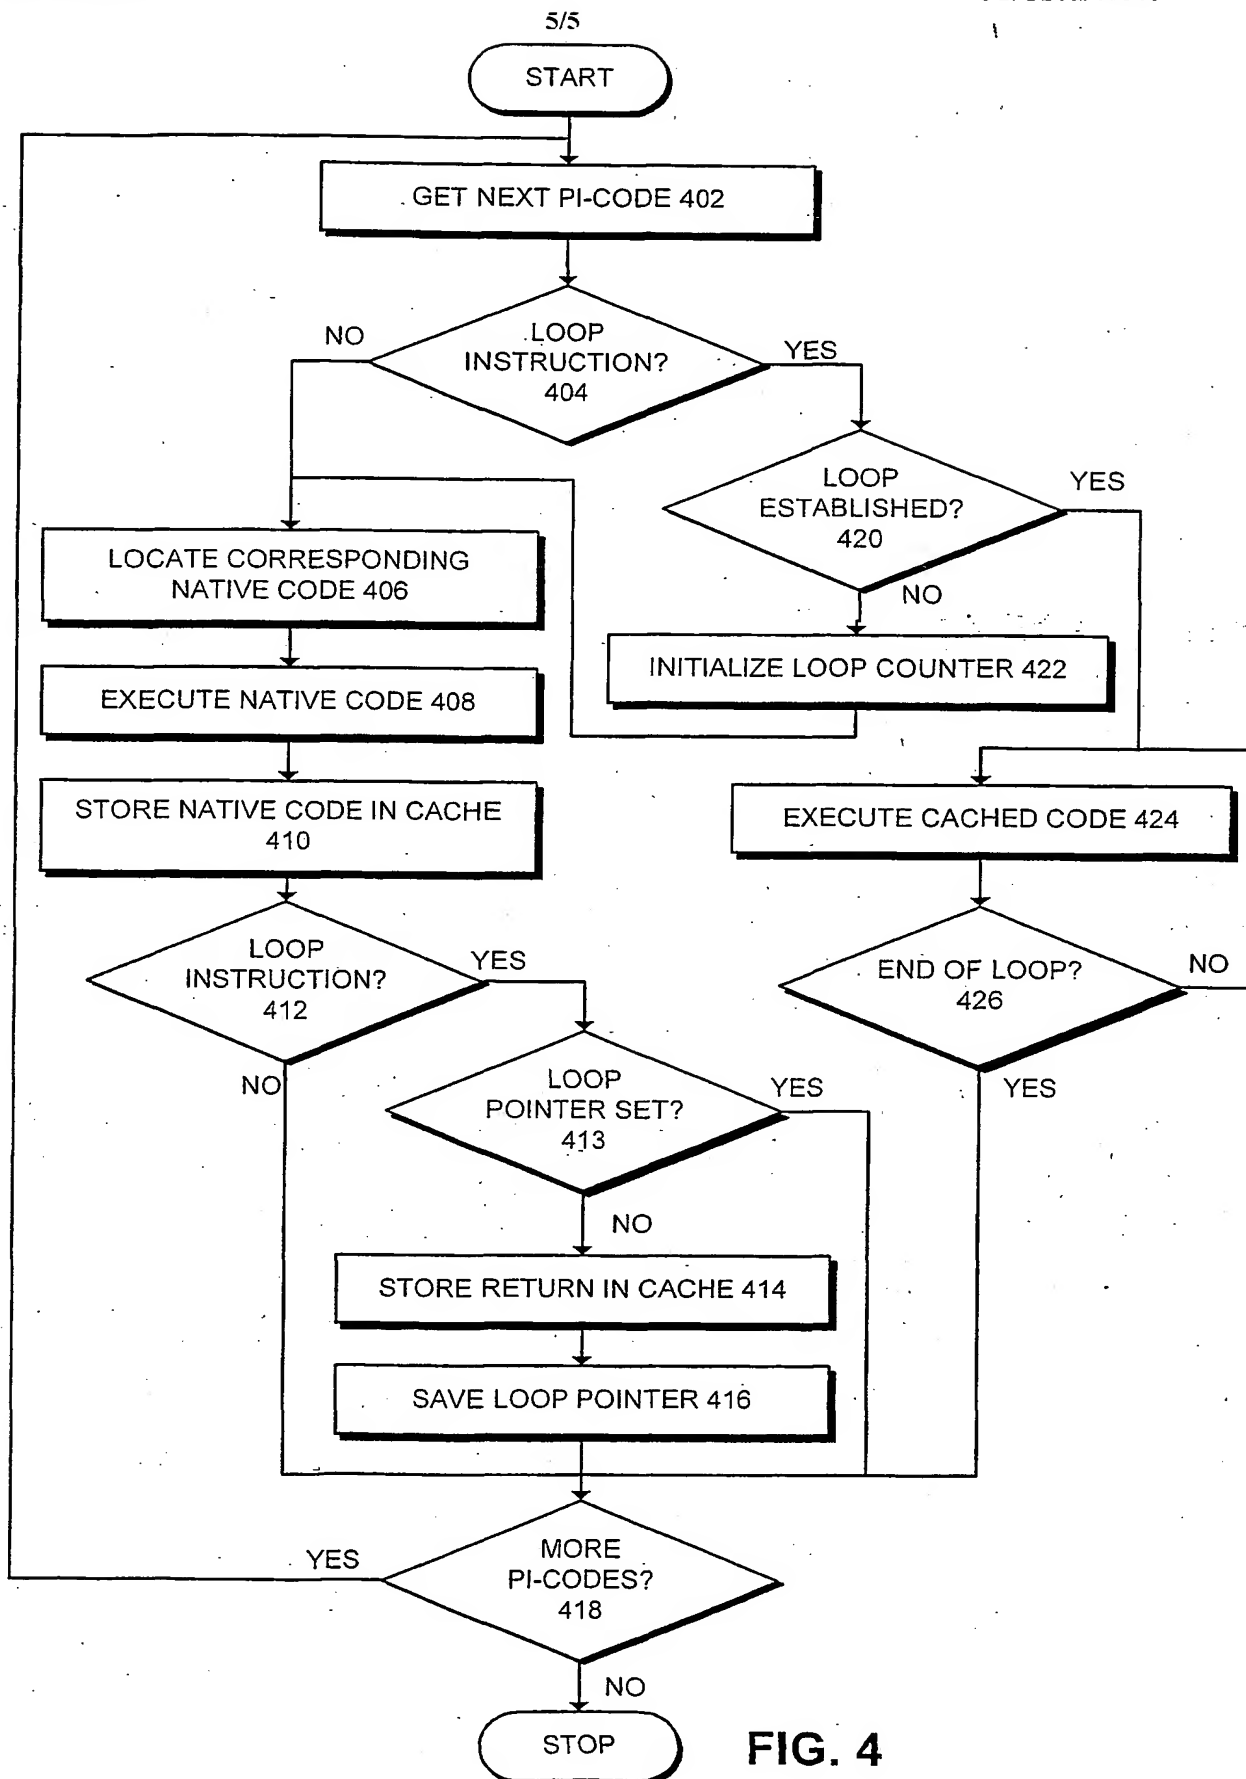 5/5
START
GET NEXT PI-CODE 402
LOOP
INSTRUCTION?
404
NO
YES
LOOP
ESTABLISHED?
420
YES
NO
LOCATE CORRESPONDING
NATIVE CODE 406
INITIALIZE LOOP COUNTER 422
EXECUTE NATIVE CODE 408
STORE NATIVE CODE IN CACHE
410
EXECUTE CACHED CODE 424
LOOP
INSTRUCTION?
412
YES
NO
END OF LOOP?
426
NO
YES
LOOP
POINTER SET?
413
YES
NO
STORE RETURN IN CACHE 414
SAVE LOOP POINTER 416
MORE
PI-CODES?
418
YES
NO
STOP
FIG. 4